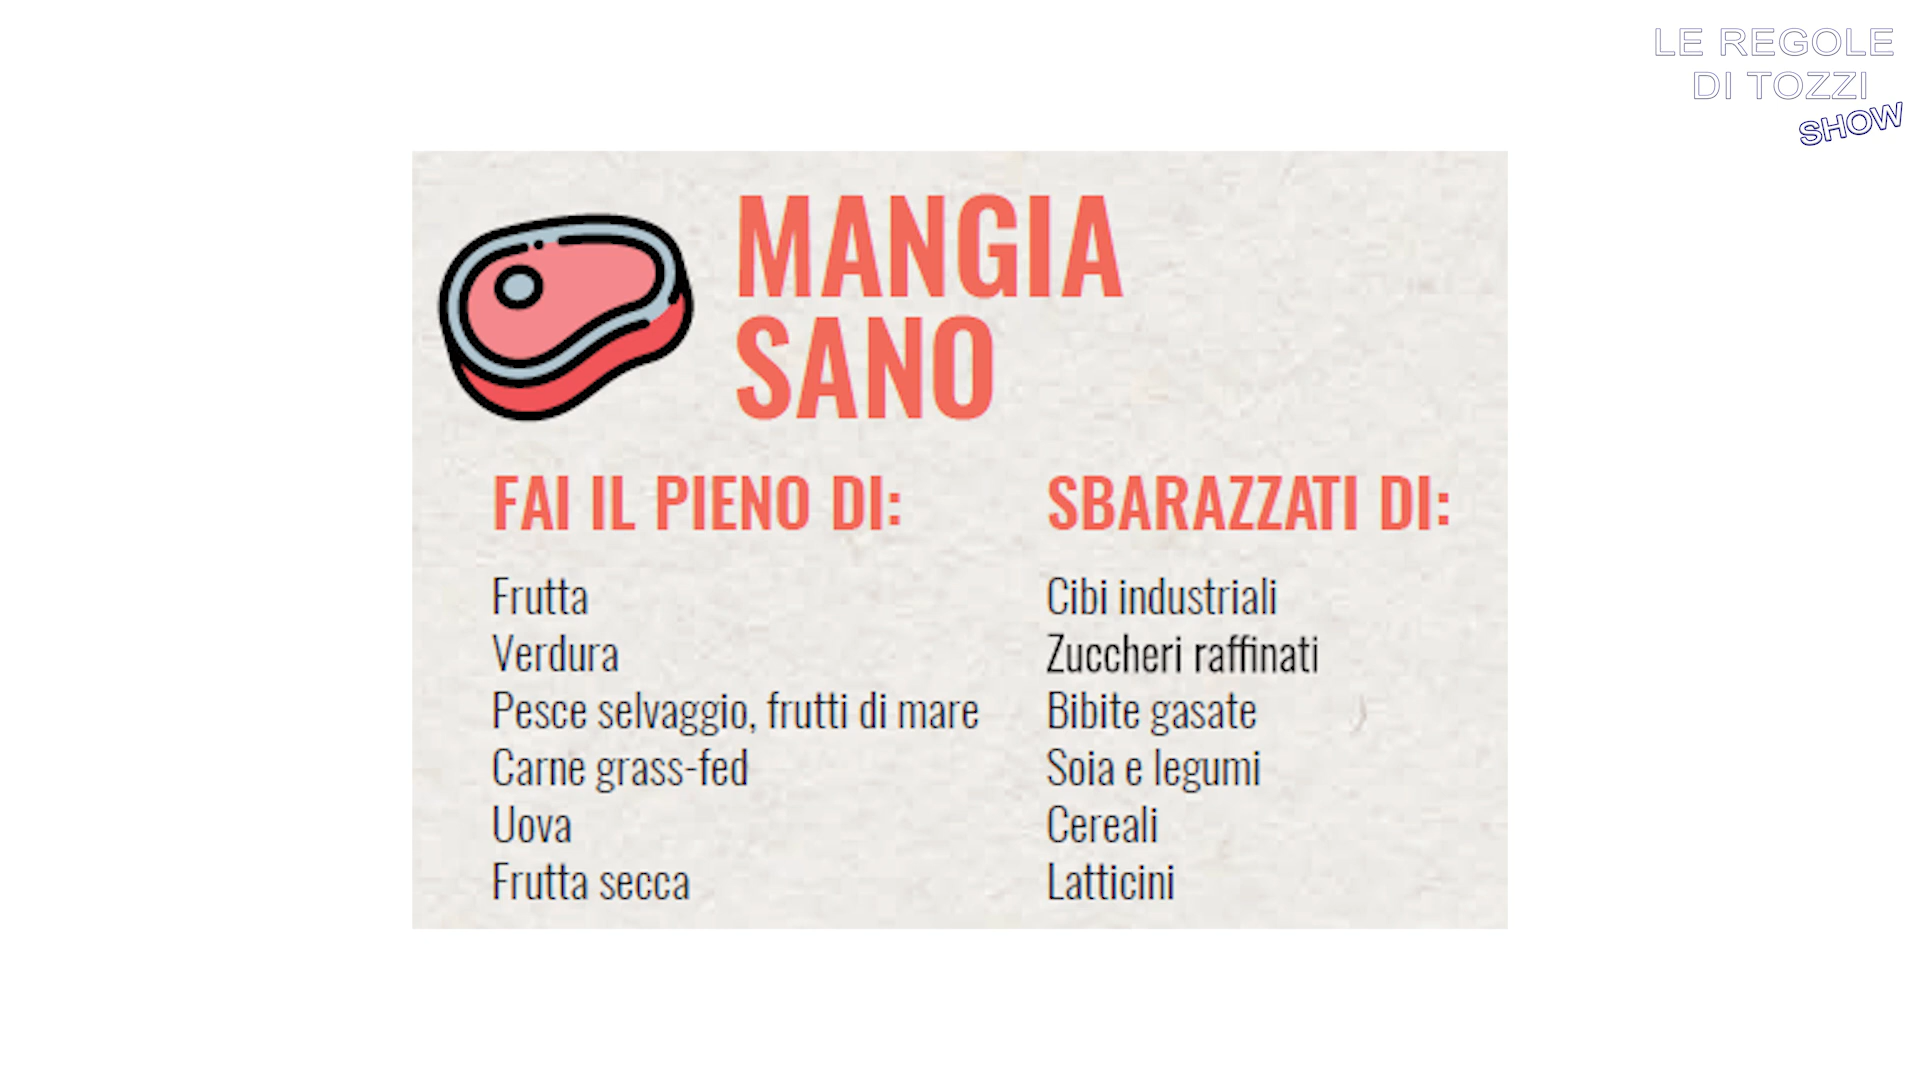 LE REGOLE
DI TOZZI
SHOW
MANGIA
SANO
FAI IL PIENO DI:
Frutta
Verdura
Pesce selvaggio, frutti di mare
Carne grass-fed
Uova
Frutta secca
SBARAZZATI DI:
Cibi industriali
Zuccheri raffinati
Bibite gasate
Soia e legumi
Cereali
Latticini